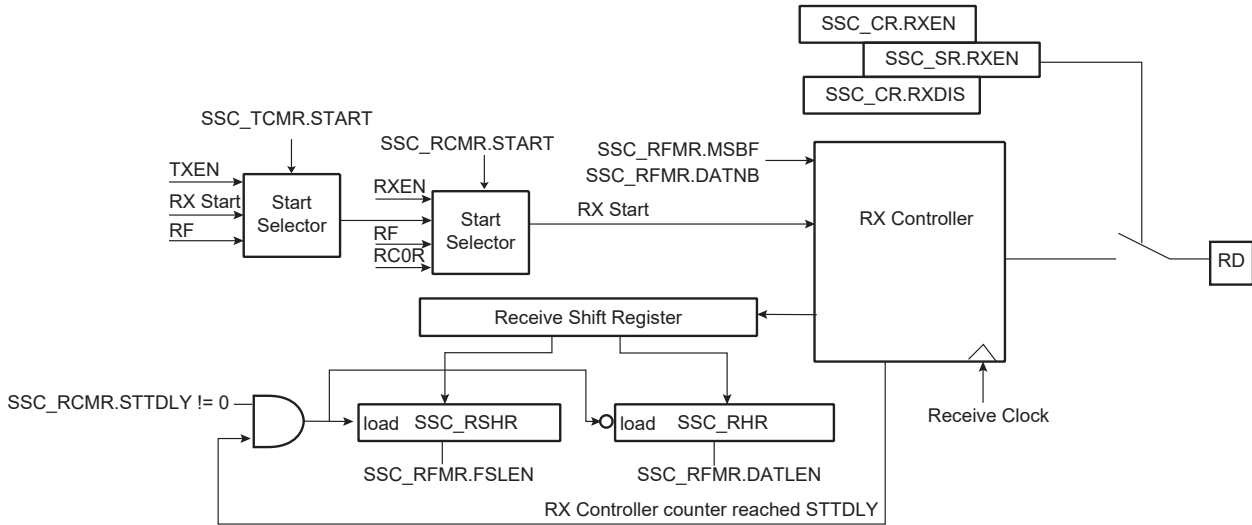 SSC_CR.RXEN
SSC_SR.RXEN
SSC_CR.RXDIS
SSC_TCMR.START
SSC_RCMR.START
SSC_RFMR.MSBF
SSC_RFMR.DATNB
TXEN
RX Start
RF
Start
Selector
RXEN
RF
RC0R
Start
Selector
RX Start
RX Controller
RD
Receive Shift Register
SSC_RCMR.STTDLY != 0
load SSC_RSHR
load SSC_RHR
Receive Clock
SSC_RFMR.FSLEN
SSC_RFMR.DATLEN
RX Controller counter reached STTDLY